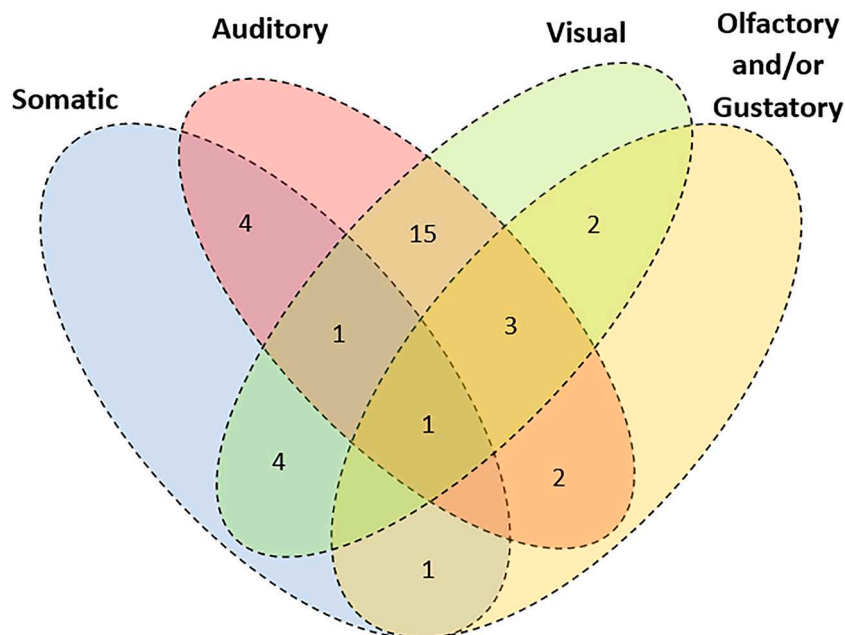 Somatic
Auditory
Visual
Olfactory
and/or
Gustatory
4
15
2
1
3
1
4
2
1